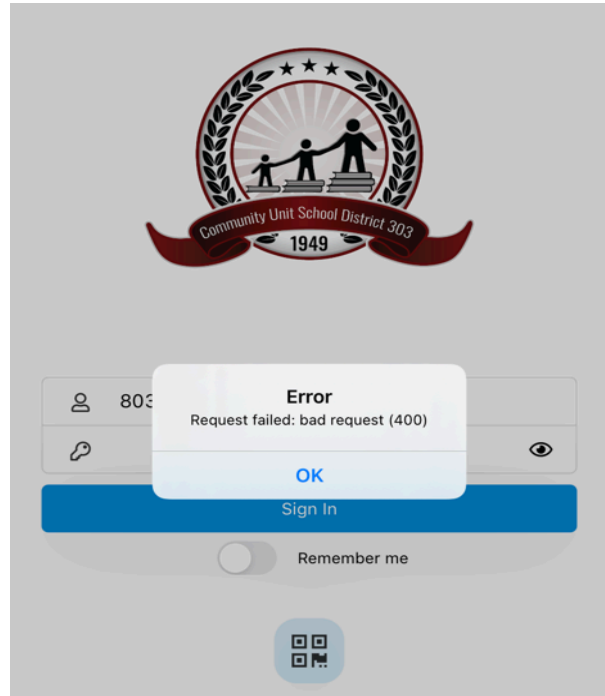 Community Unit School District 303
1949
803
Error
Request failed: bad request (400)
OK
Sign In
Remember me